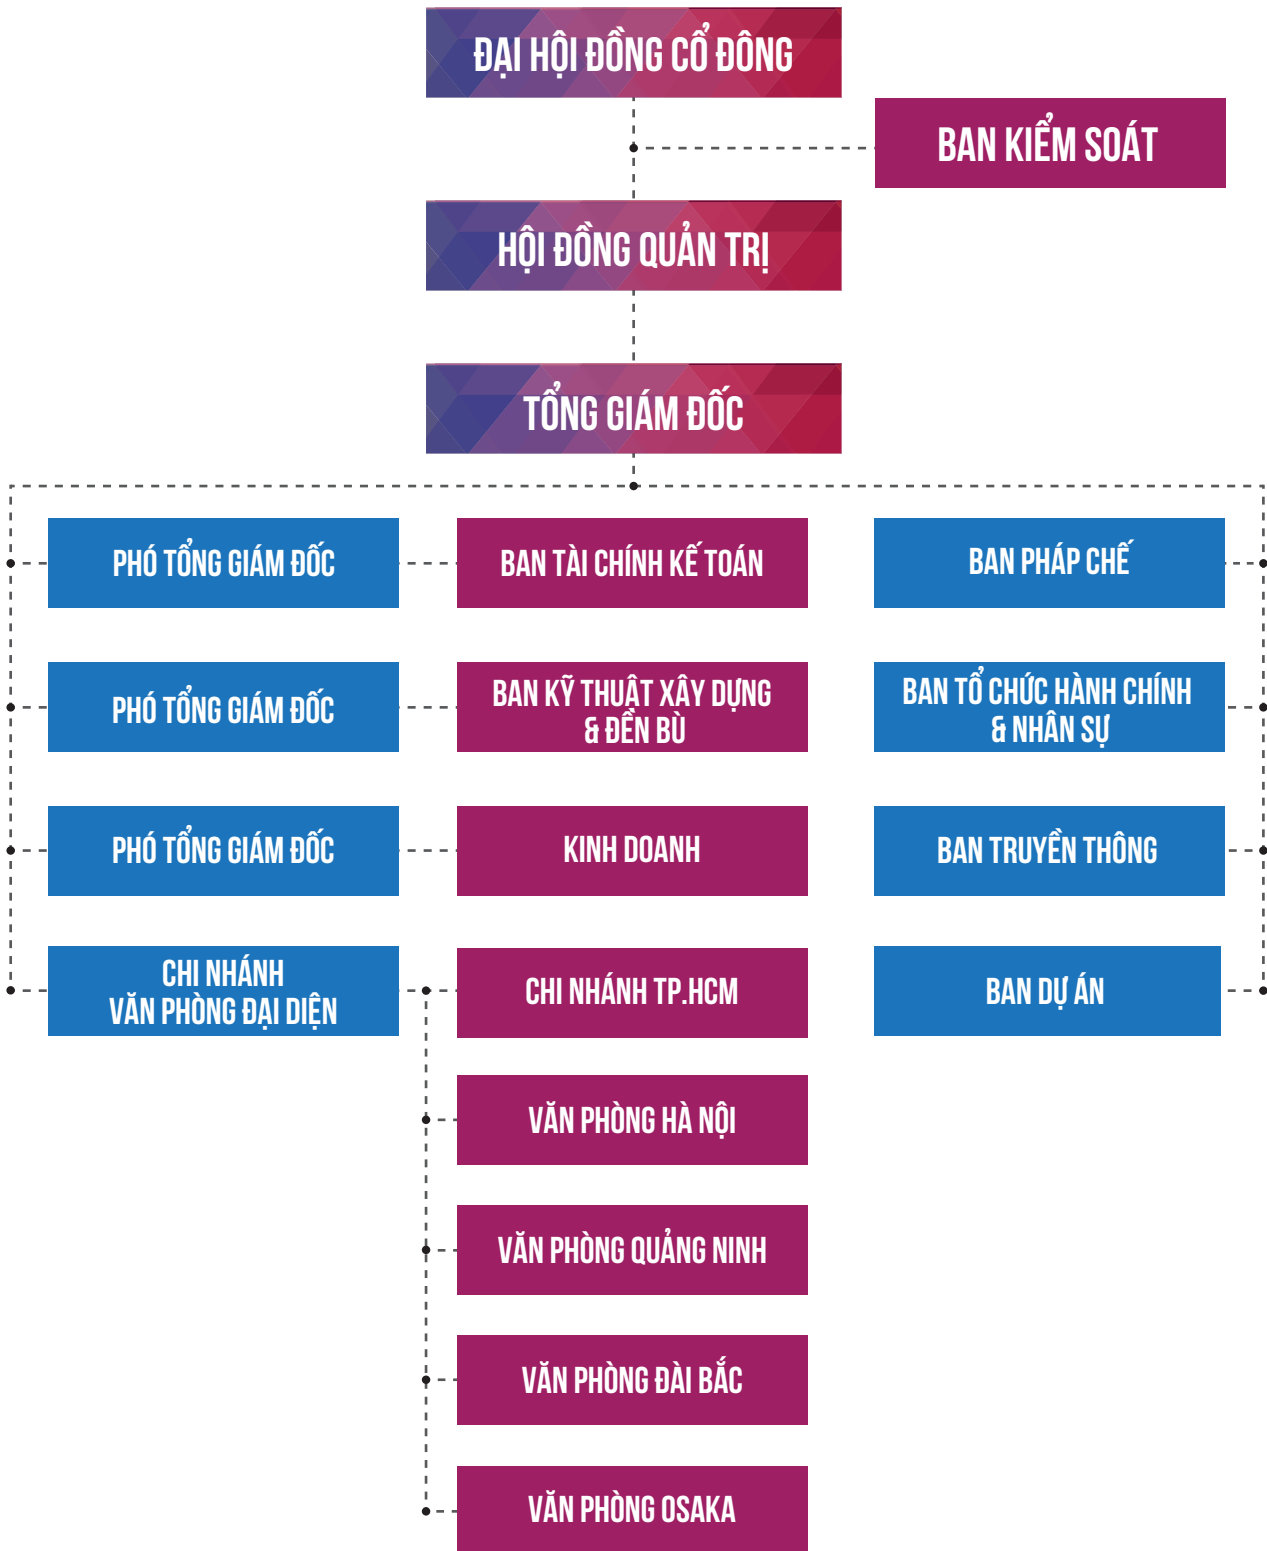 ĐẠI HỘI ĐỒNG CỔ ĐÔNG
BAN KIỂM SOÁT
HỘI ĐỒNG QUẢN TRỊ
TỔNG GIÁM ĐỐC
PHÓ TỔNG GIÁM ĐỐC
BAN TÀI CHÍNH KẾ TOÁN
BAN PHÁP CHẾ
PHÓ TỔNG GIÁM ĐỐC
BAN KỸ THUẬT XÂY DỰNG
& ĐỀN BÙ
BAN TỔ CHỨC HÀNH CHÍNH
& NHÂN SỰ
PHÓ TỔNG GIÁM ĐỐC
KINH DOANH
BAN TRUYỀN THÔNG
CHI NHÁNH
VĂN PHÒNG ĐẠI DIỆN
CHI NHÁNH TP.HCM
BAN DỰ ÁN
VĂN PHÒNG HÀ NỘI
VĂN PHÒNG QUẢNG NINH
VĂN PHÒNG ĐÀI BẮC
VĂN PHÒNG OSAKA